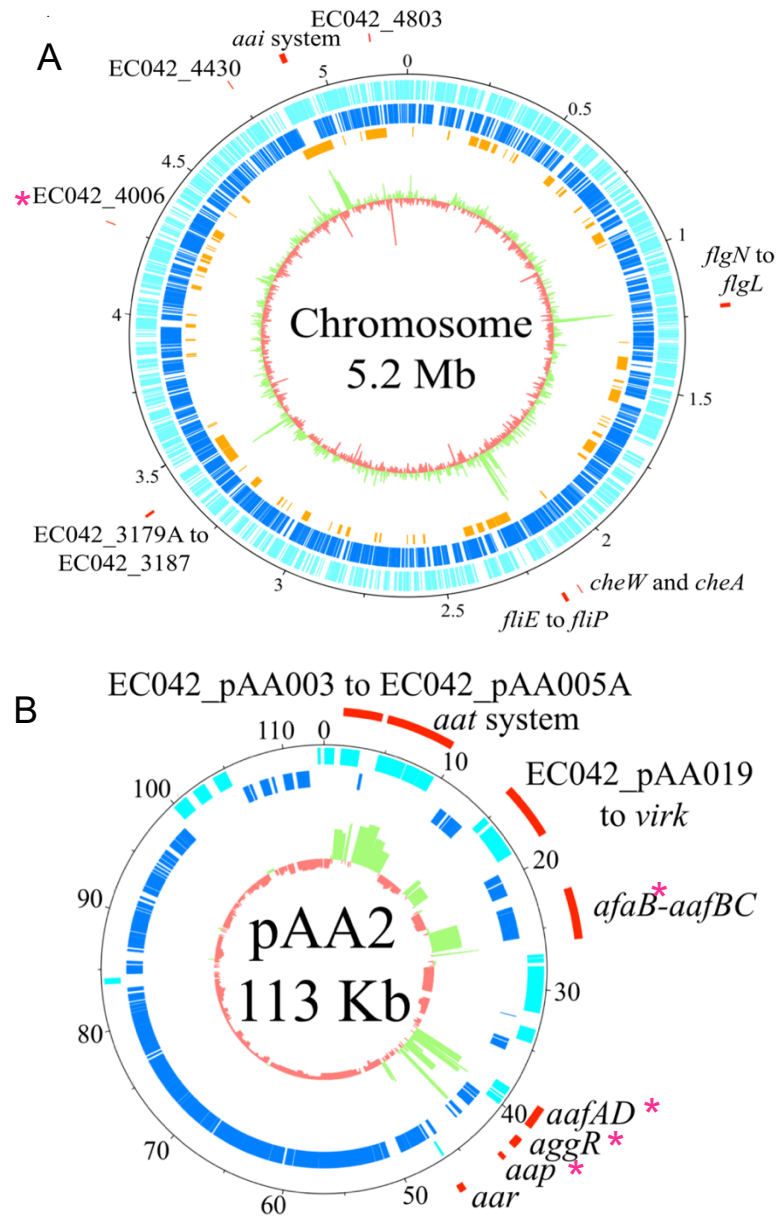 A
EC042_4803
aai system
EC042_4430
5
0
0.5
4.5
* EC042_4006
1
flgN to
flgL
4
Chromosome
5.2 Mb
1.5
3.5
EC042_3179A to
EC042_3187
2
3
2.5
cheW and cheA
fliE to fliP
B
EC042_pAA003 to EC042_pAA005A
aat system
110
0
10
100
EC042_pAA019
to virk
20
*
afaB-aafBC
90
pAA2
113 Kb
30
80
40
aafAD *
aggR *
aap *
aar
70
60
50